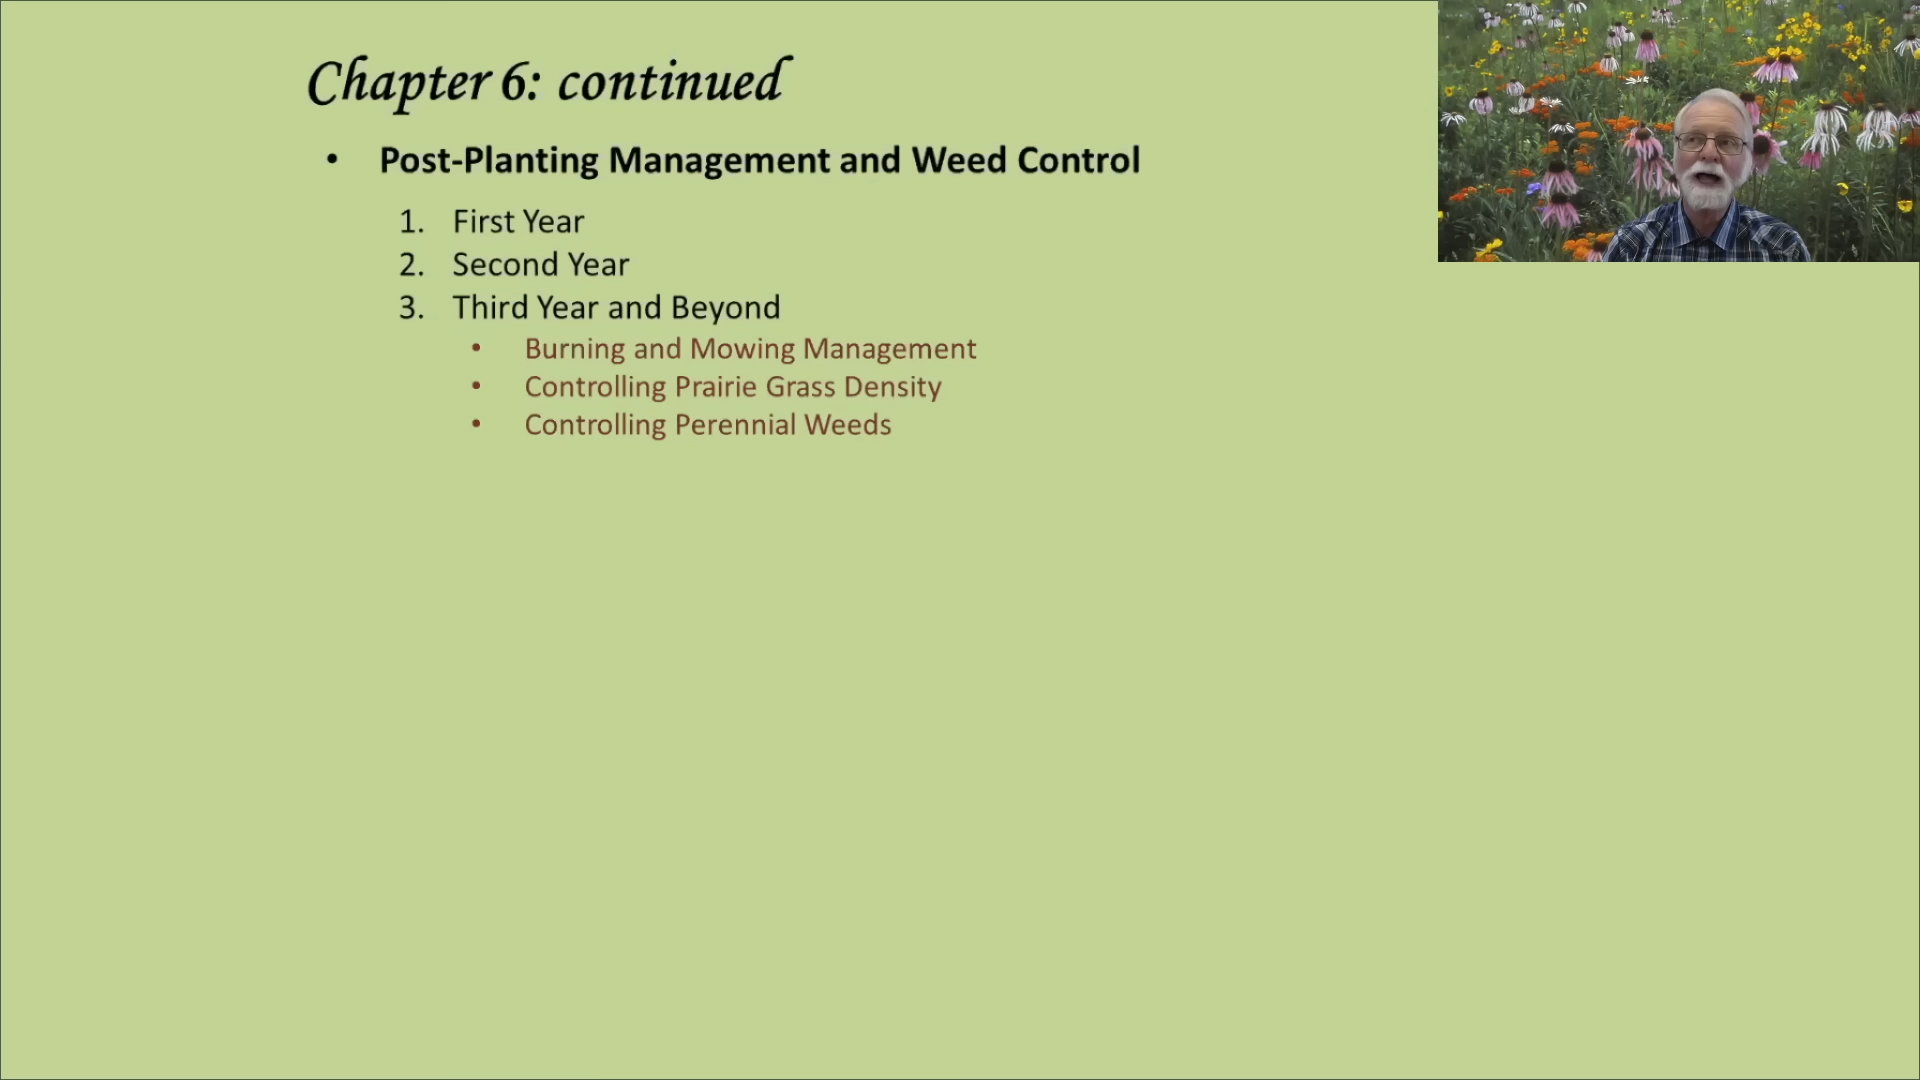 Chapter 6: continued
• Post-Planting Management and Weed Control
1. First Year
2. Second Year
3. Third Year and Beyond
• Burning and Mowing Management
• Controlling Prairie Grass Density
• Controlling Perennial Weeds